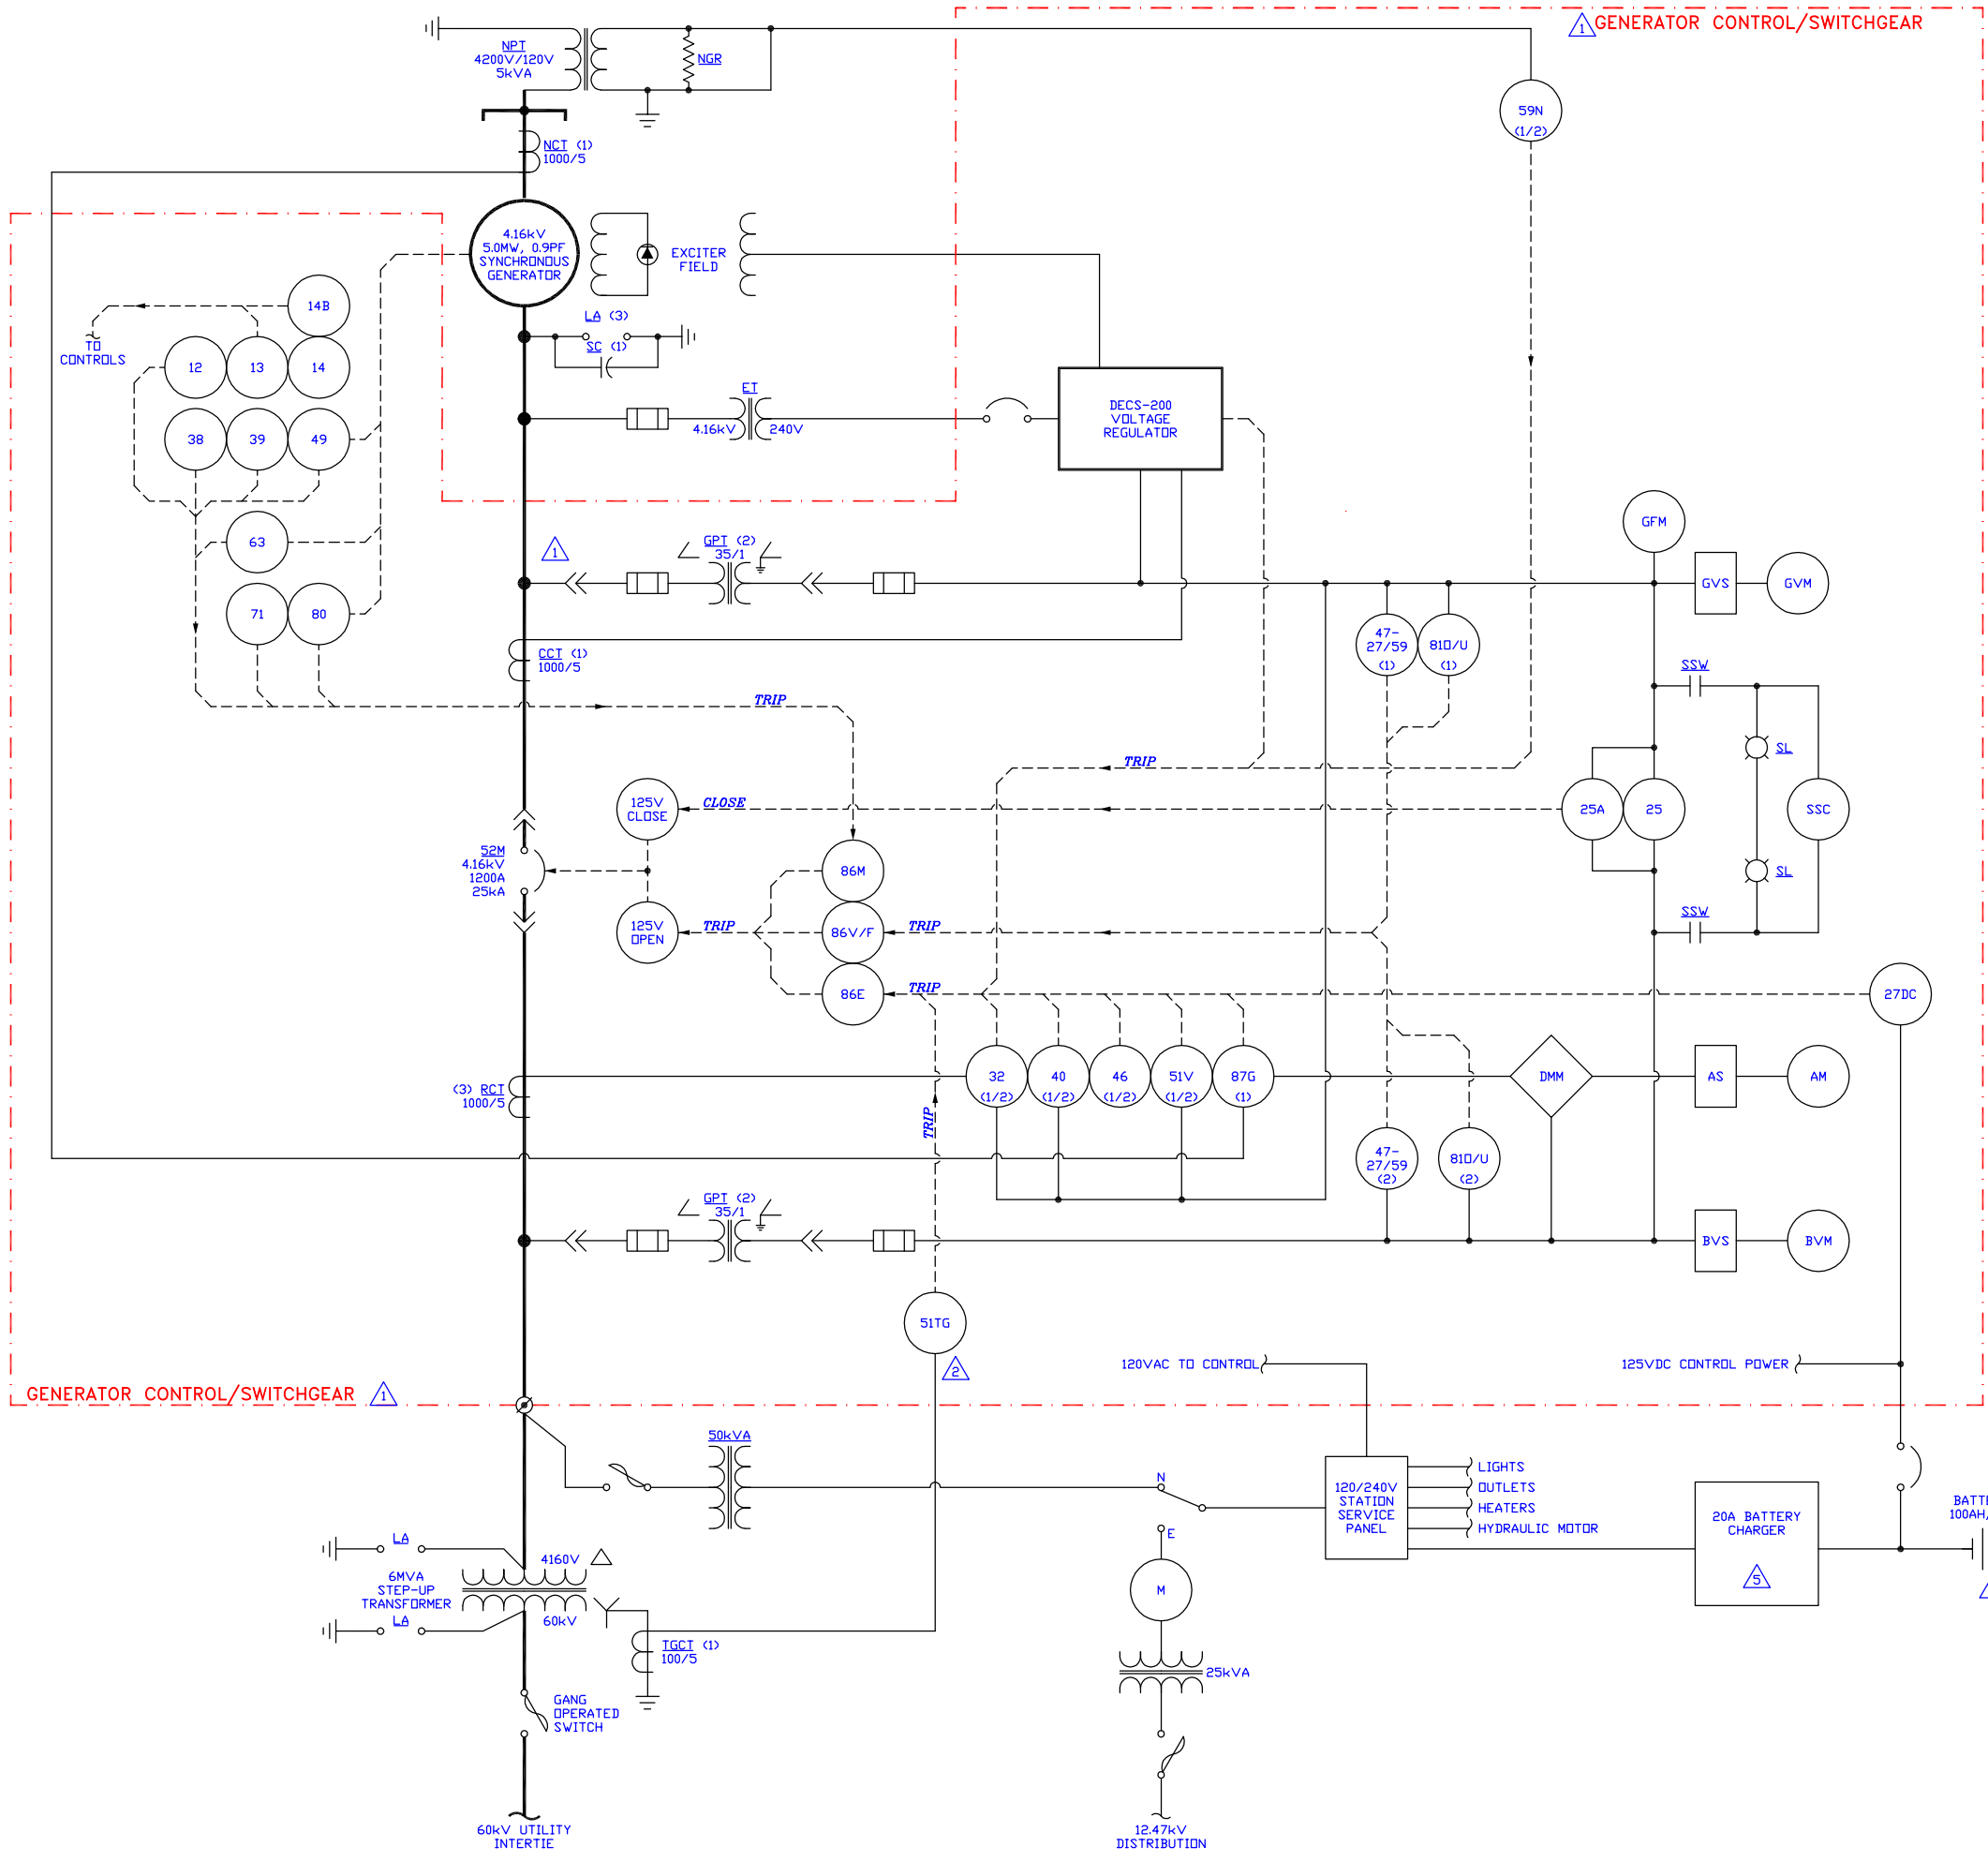 1
GENERATOR CONTROL/SWITCHGEAR
NPT
4200V/120V
5kVA
NGR
59N
(1/2)
NCT (1)
1000/5
4.16kV
5.0MW, 0.9PF
SYNCHRONOUS
GENERATOR
EXCITER
FIELD
14B
TO
CONTROLS
12
13
14
LA (3)
SC (1)
38
39
49
ET
4.16kV
240V
DECS-200
VOLTAGE
REGULATOR
63
1
GPT (2)
35/1
GFM
GVS
GVM
71
80
CCT (1)
1000/5
47-
27/59
(1)
81O/U
(1)
SSW
TRIP
TRIP
SL
125V
CLOSE
CLOSE
25A
25
SSC
52M
4.16kV
1200A
25kA
86M
SL
125V
OPEN
TRIP
86V/F
TRIP
SSW
86E
TRIP
27DC
(3) RCT
1000/5
32
(1/2)
40
(1/2)
46
(1/2)
51V
(1/2)
87G
(1)
DMM
AS
AM
TRIP
47-
27/59
(2)
81O/U
(2)
GPT (2)
35/1
BVS
BVM
51TG
2
120VAC TO CONTROL
125VDC CONTROL POWER
GENERATOR CONTROL/SWITCHGEAR
1
50kVA
N
E
120/240V
STATION
SERVICE
PANEL
LIGHTS
OUTLETS
HEATERS
HYDRAULIC MOTOR
20A BATTERY
CHARGER
5
BATTE
100AH/
LA
4160V
6MVA
STEP-UP
TRANSFORMER
LA
60kV
M
TGCT (1)
100/5
25kVA
GANG
OPERATED
SWITCH
60kV UTILITY
INTERTIE
12.47kV
DISTRIBUTION